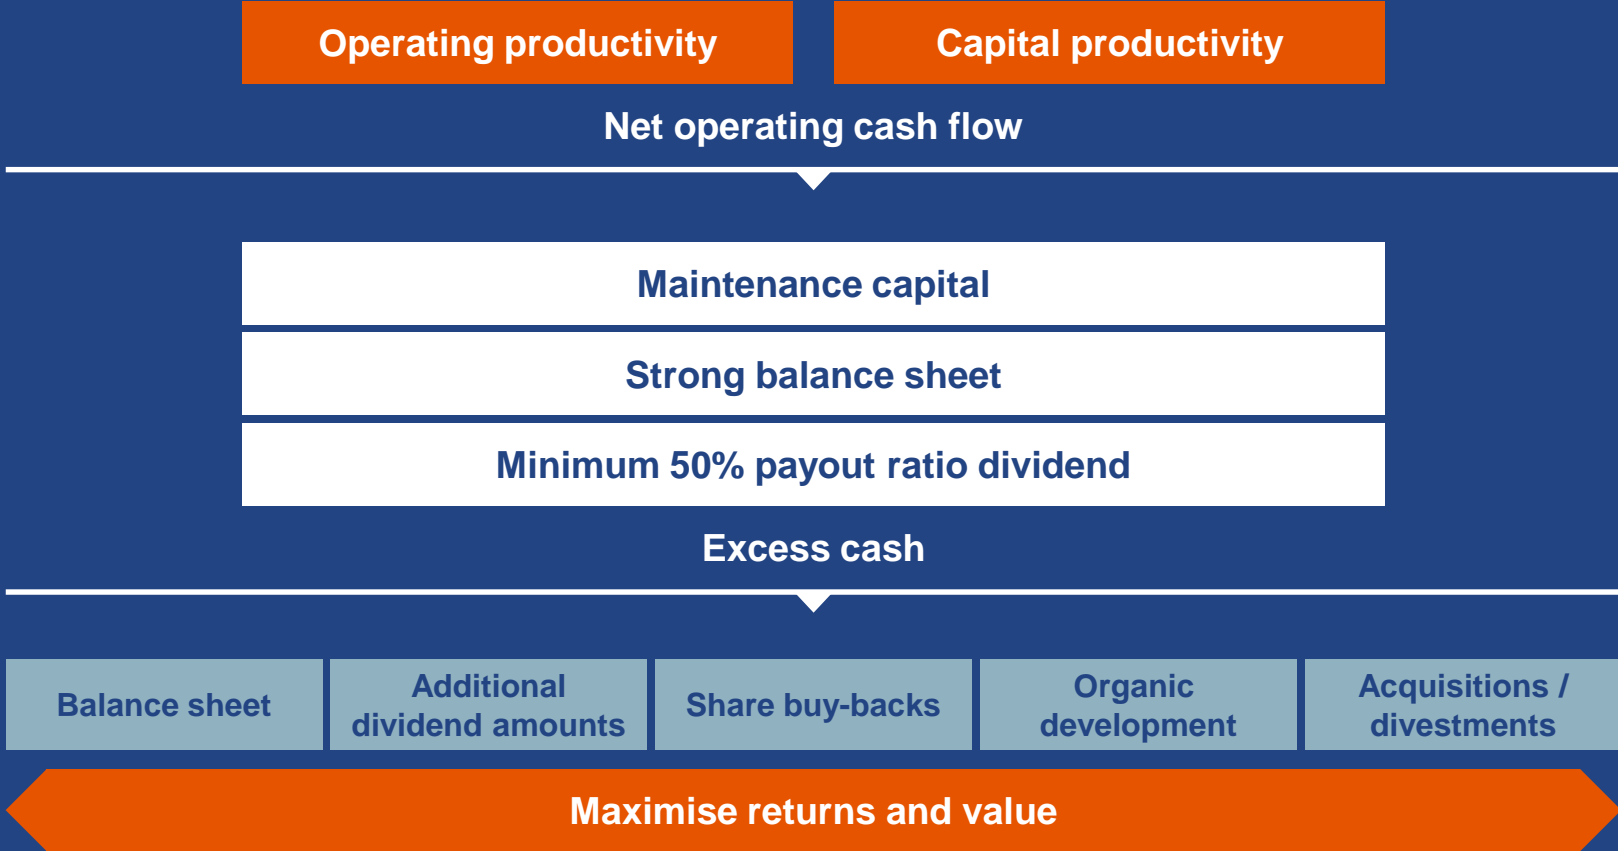 Operating productivity
Capital productivity
Net operating cash flow
Maintenance capital
Strong balance sheet
Minimum 50% payout ratio dividend
Excess cash
Balance sheet
Additional
dividend amounts
Share buy-backs
Organic
development
Acquisitions /
divestments
Maximise returns and value